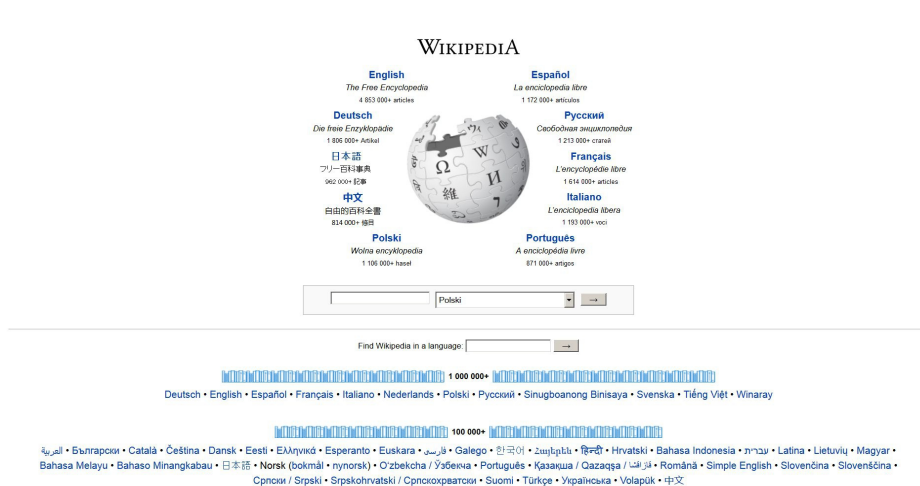 WIKIPEDIA
English
The Free Encyclopedia
4 853 000+ articles
Español
La enciclopedia libre
1 172 000+ artículos
Deutsch
Die freie Enzyklopädie
1 806 000+ Artikel
Русский
Свободная энциклопедия
1 213 000+ статей
日本語
フリー百科事典
962 000+ 記事
Français
L'encyclopédie libre
1 614 000+ articles
中文
自由的百科全書
814 000+ 條目
Italiano
L'enciclopedia libera
1 193 000+ voci
Polski
Wolna encyklopedia
1 106 000+ haseł
Português
A enciclopédia livre
871 000+ artigos
Ω W И 維 7
Polski →
Find Wikipedia in a language: →
1 000 000+
Deutsch • English • Español • Français • Italiano • Nederlands • Polski • Русский • Sinugboanong Binisaya • Svenska • Tiếng Việt • Winaray
100 000+
العربية • Български • Català • Čeština • Dansk • Eesti • Ελληνικά • Esperanto • Euskara • فارسی • Galego • 한국어 • Հայերեն • हिन्दी • Hrvatski • Bahasa Indonesia • עברית • Latina • Lietuvių • Magyar •
Bahasa Melayu • Bahaso Minangkabau • 日本語 • Norsk (bokmål • nynorsk) • O'zbekcha / Ўзбекча • Português • Қазақша / Qazaqşa / قازاقشا • Română • Simple English • Slovenčina • Slovenščina •
Српски / Srpski • Srpskohrvatski / Српскохрватски • Suomi • Türkçe • Українська • Volapük • 中文